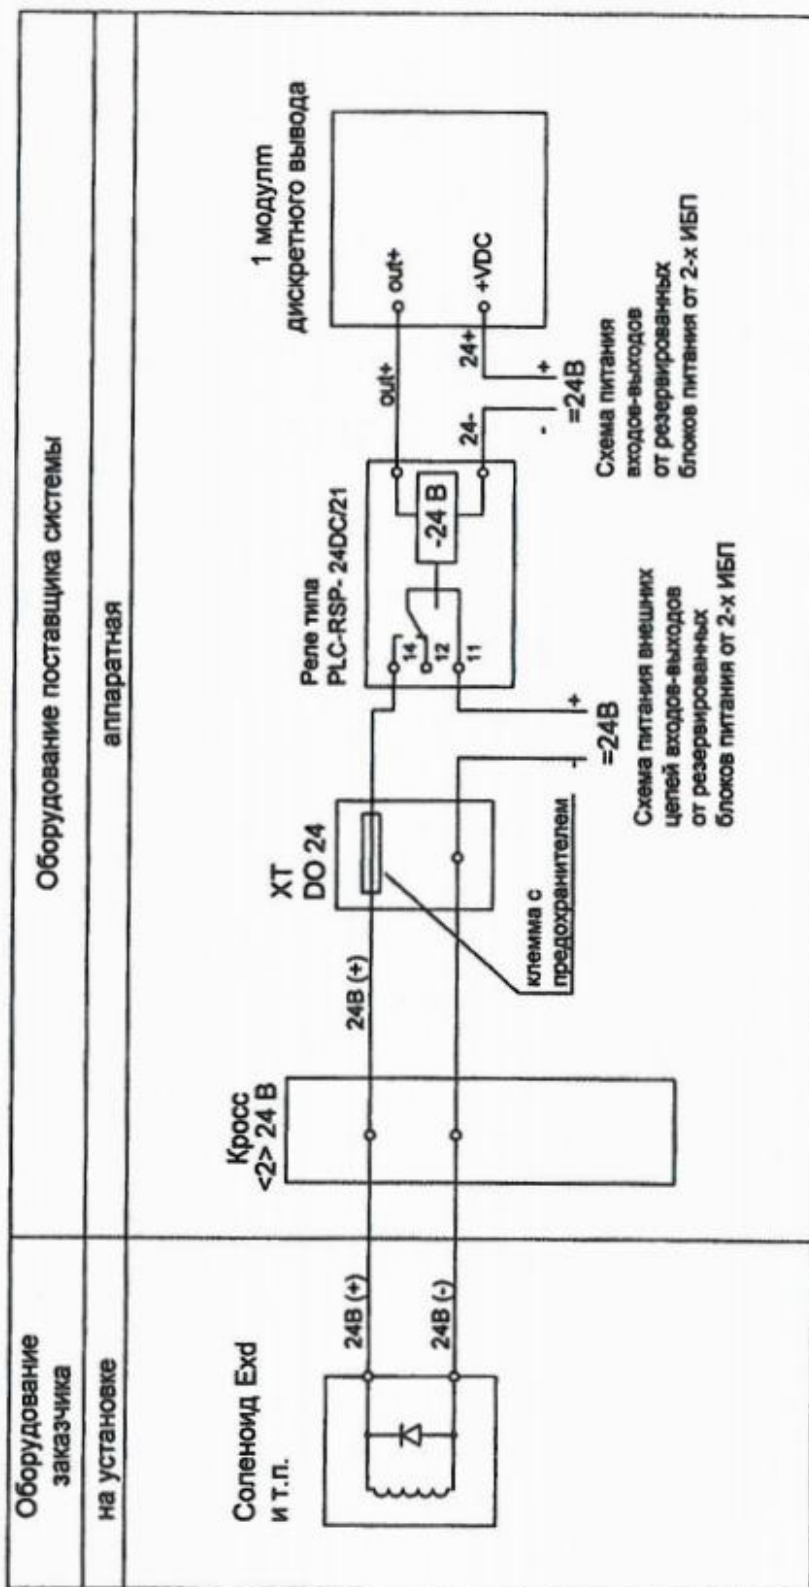 Оборудование
заказчика
Оборудование поставщика системы
на установке
аппаратная
Соленоид Exd
и т.п.
24В (+)
24В (-)
Кросс
<2> 24 В
24В (+)
XT
DO 24
клемма с
предохранителем
Реле типа
PLC-RSP- 24DC/21
14
12
11
-24 В
-
+
=24В
Схема питания внешних
цепей входов-выходов
от резервированных
блоков питания от 2-х ИБП
out+
24-
24+
-
+
=24В
Схема питания
входов-выходов
от резервированных
блоков питания от 2-х ИБП
1 модулm
дискретного вывода
out+
+VDC